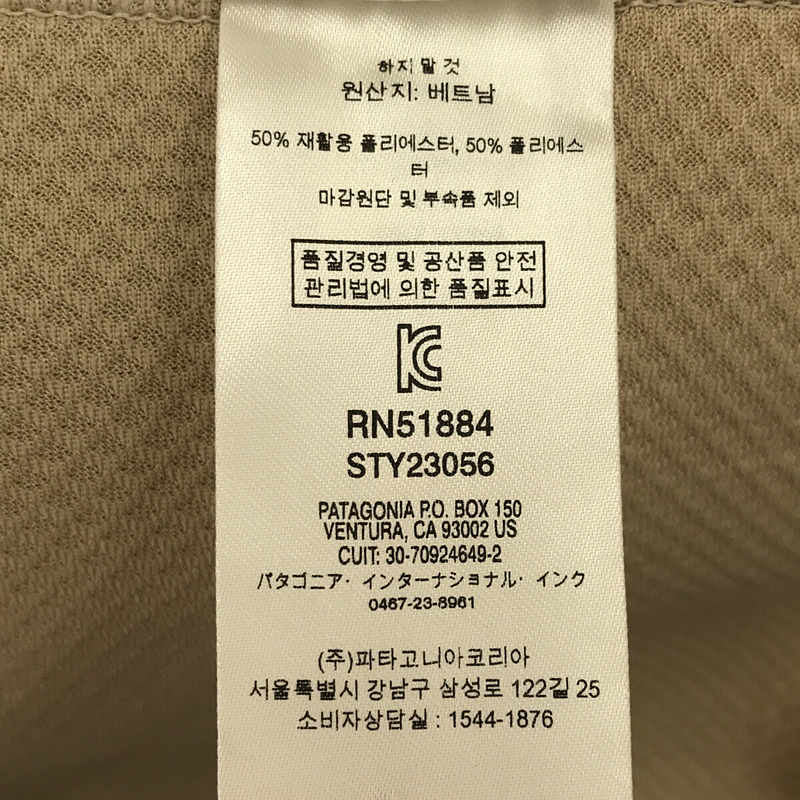 하지 말 것
원산지: 베트남
50% 재활용 폴리에스터, 50% 폴리에스
터
마감원단 및 부속품 제외
품질경영 및 공산품 안전
관리법에 의한 품질표시
KC
RN51884
STY23056
PATAGONIA P.O. BOX 150
VENTURA, CA 93002 US
CUIT: 30-70924649-2
パタゴニア・インターナショナル・インク
0467-23-8961
(주)파타고니아코리아
서울특별시 강남구 삼성로 122길 25
소비자상담실 : 1544-1876